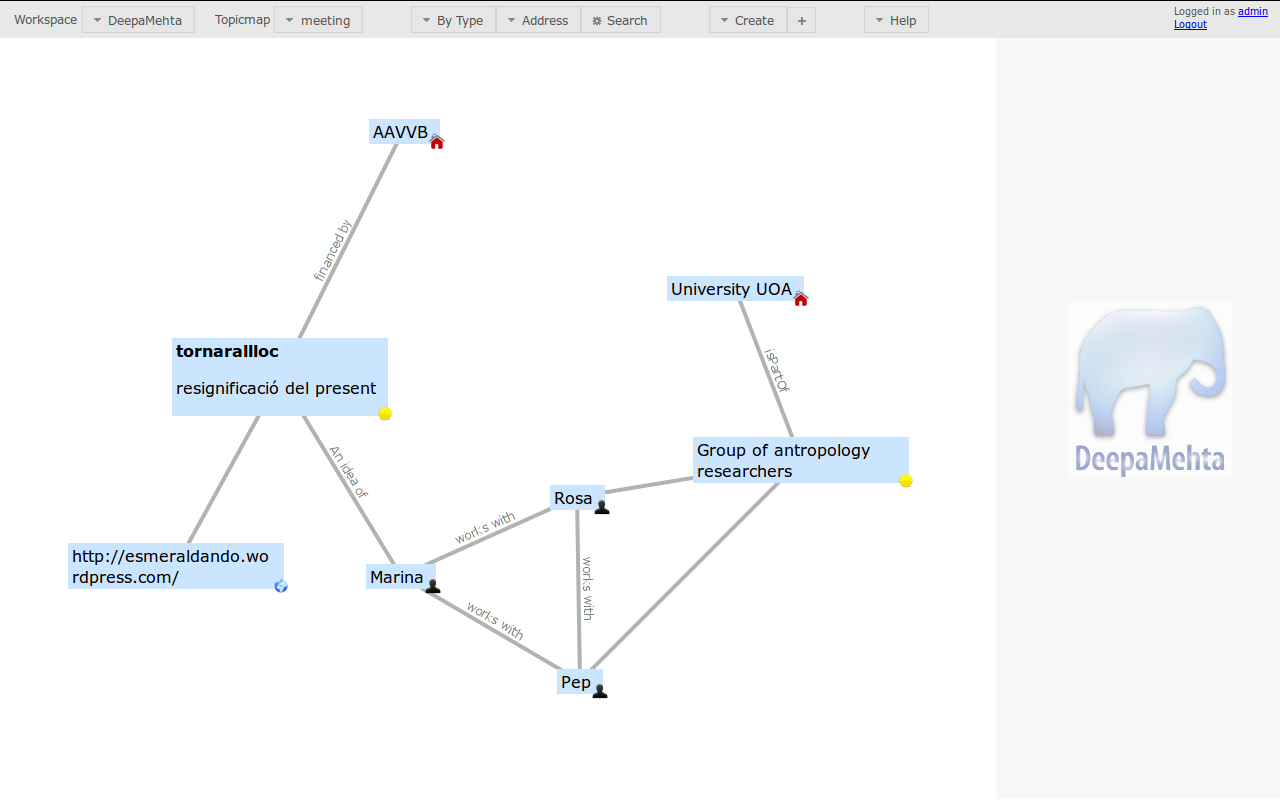 Workspace DeepaMehta Topicmap meeting By Type Address Search Create + Help
Logged in as admin
Logout
AAVVB
financed by
University UOA
isPartOf
tornarallloc
resignificació del present
An idea of
Group of antropology
researchers
DeepaMehta
Rosa
works with
works with
http://esmeraldando.wo
rdpress.com/
Marina
works with
Pep